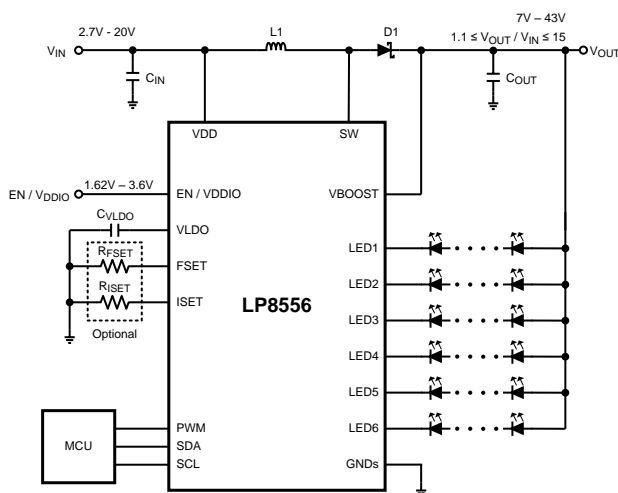 7V – 43V
2.7V - 20V
L1
D1
1.1 ≤ VOUT / VIN ≤ 15
VIN
VOUT
CIN
COUT
VDD
SW
1.62V – 3.6V
EN / VDDIO
EN / VDDIO
VBOOST
CVLDO
VLDO
RFSET
FSET
LED1
RISET
ISET
LP8556
LED2
Optional
LED3
LED4
LED5
LED6
MCU
PWM
SDA
SCL
GNDs